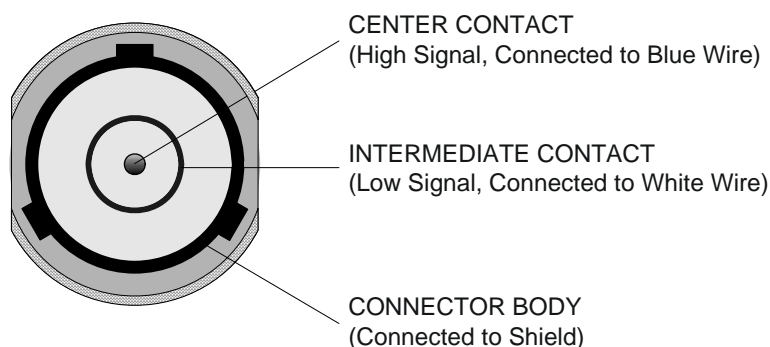 CENTER CONTACT
(High Signal, Connected to Blue Wire)
INTERMEDIATE CONTACT
(Low Signal, Connected to White Wire)
CONNECTOR BODY
(Connected to Shield)